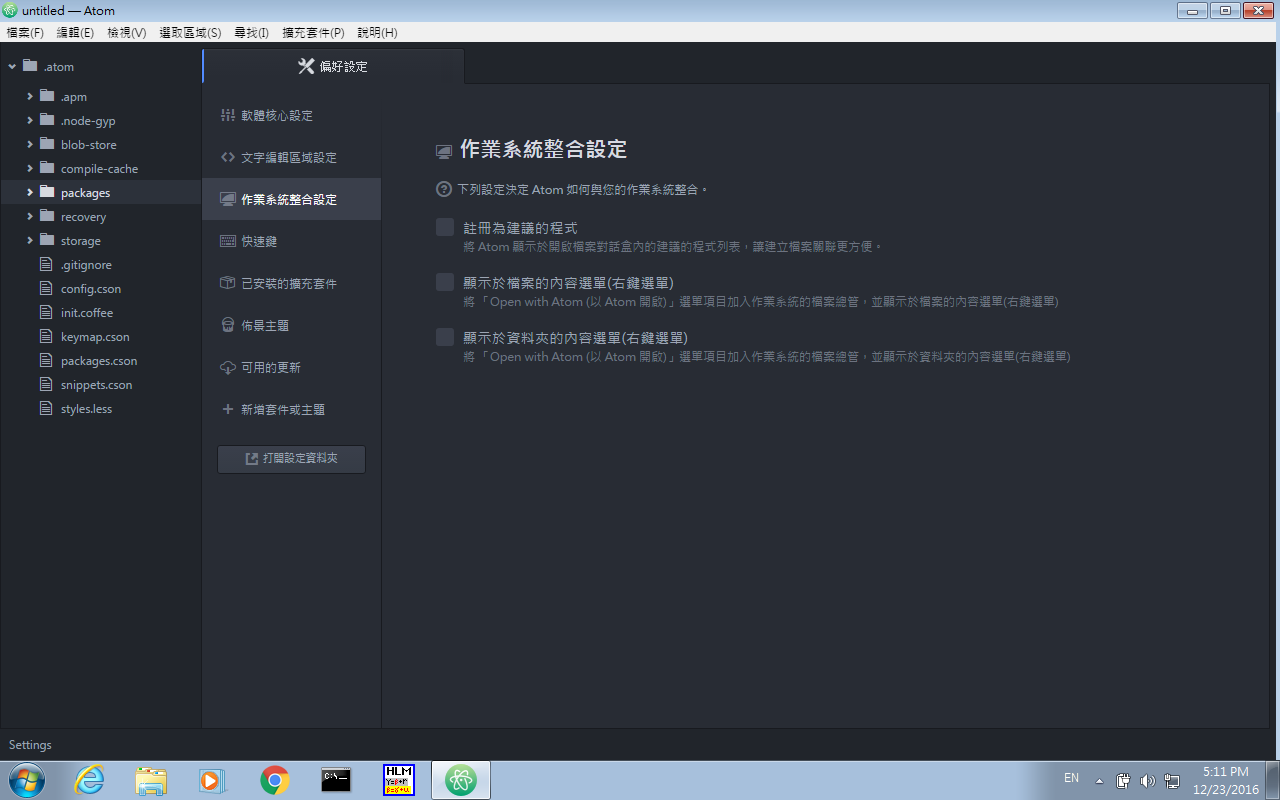 untitled — Atom
檔案(F) 編輯(E) 檢視(V) 選取區域(S) 尋找(I) 擴充套件(P) 說明(H)
.atom
.apm
.node-gyp
blob-store
compile-cache
packages
recovery
storage
.gitignore
config.cson
init.coffee
keymap.cson
packages.cson
snippets.cson
styles.less
偏好設定
軟體核心設定
文字編輯區域設定
作業系統整合設定
快速鍵
已安裝的擴充套件
佈景主題
可用的更新
新增套件或主題
打開設定資料夾
作業系統整合設定
下列設定決定 Atom 如何與您的作業系統整合。
註冊為建議的程式
將 Atom 顯示於開啟檔案對話盒內的建議的程式列表，讓建立檔案關聯更方便。
顯示於檔案的內容選單(右鍵選單)
將「Open with Atom (以 Atom 開啟)」選單項目加入作業系統的檔案總管，並顯示於檔案的內容選單(右鍵選單)
顯示於資料夾的內容選單(右鍵選單)
將「Open with Atom (以 Atom 開啟)」選單項目加入作業系統的檔案總管，並顯示於資料夾的內容選單(右鍵選單)
Settings
C:\_
HLM
EN
5:11 PM
12/23/2016